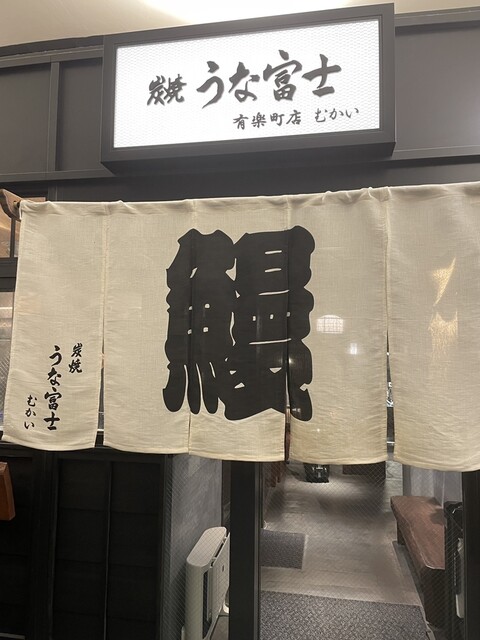 炭焼 うな富士
有楽町店 むかい
鰻
炭焼
うな富士
むかい